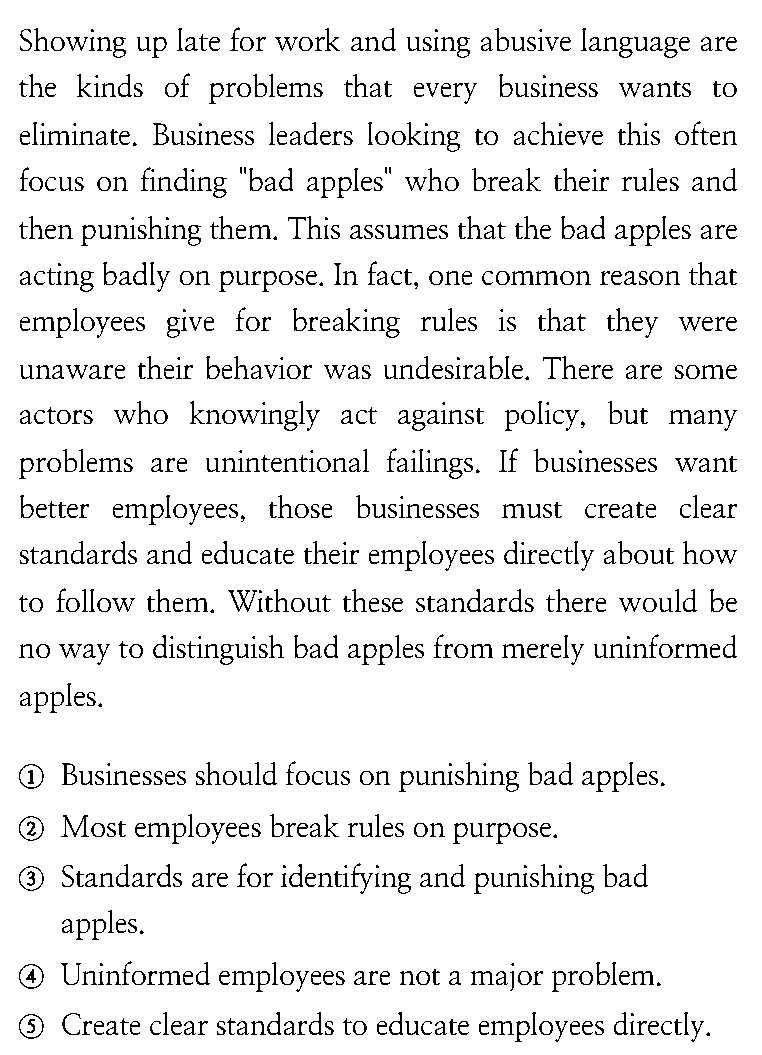 Showing up late for work and using abusive language are
the kinds of problems that every business wants to
eliminate. Business leaders looking to achieve this often
focus on finding "bad apples" who break their rules and
then punishing them. This assumes that the bad apples are
acting badly on purpose. In fact, one common reason that
employees give for breaking rules is that they were
unaware their behavior was undesirable. There are some
actors who knowingly act against policy, but many
problems are unintentional failings. If businesses want
better employees, those businesses must create clear
standards and educate their employees directly about how
to follow them. Without these standards there would be
no way to distinguish bad apples from merely uninformed
apples.
① Businesses should focus on punishing bad apples.
② Most employees break rules on purpose.
③ Standards are for identifying and punishing bad
apples.
④ Uninformed employees are not a major problem.
⑤ Create clear standards to educate employees directly.